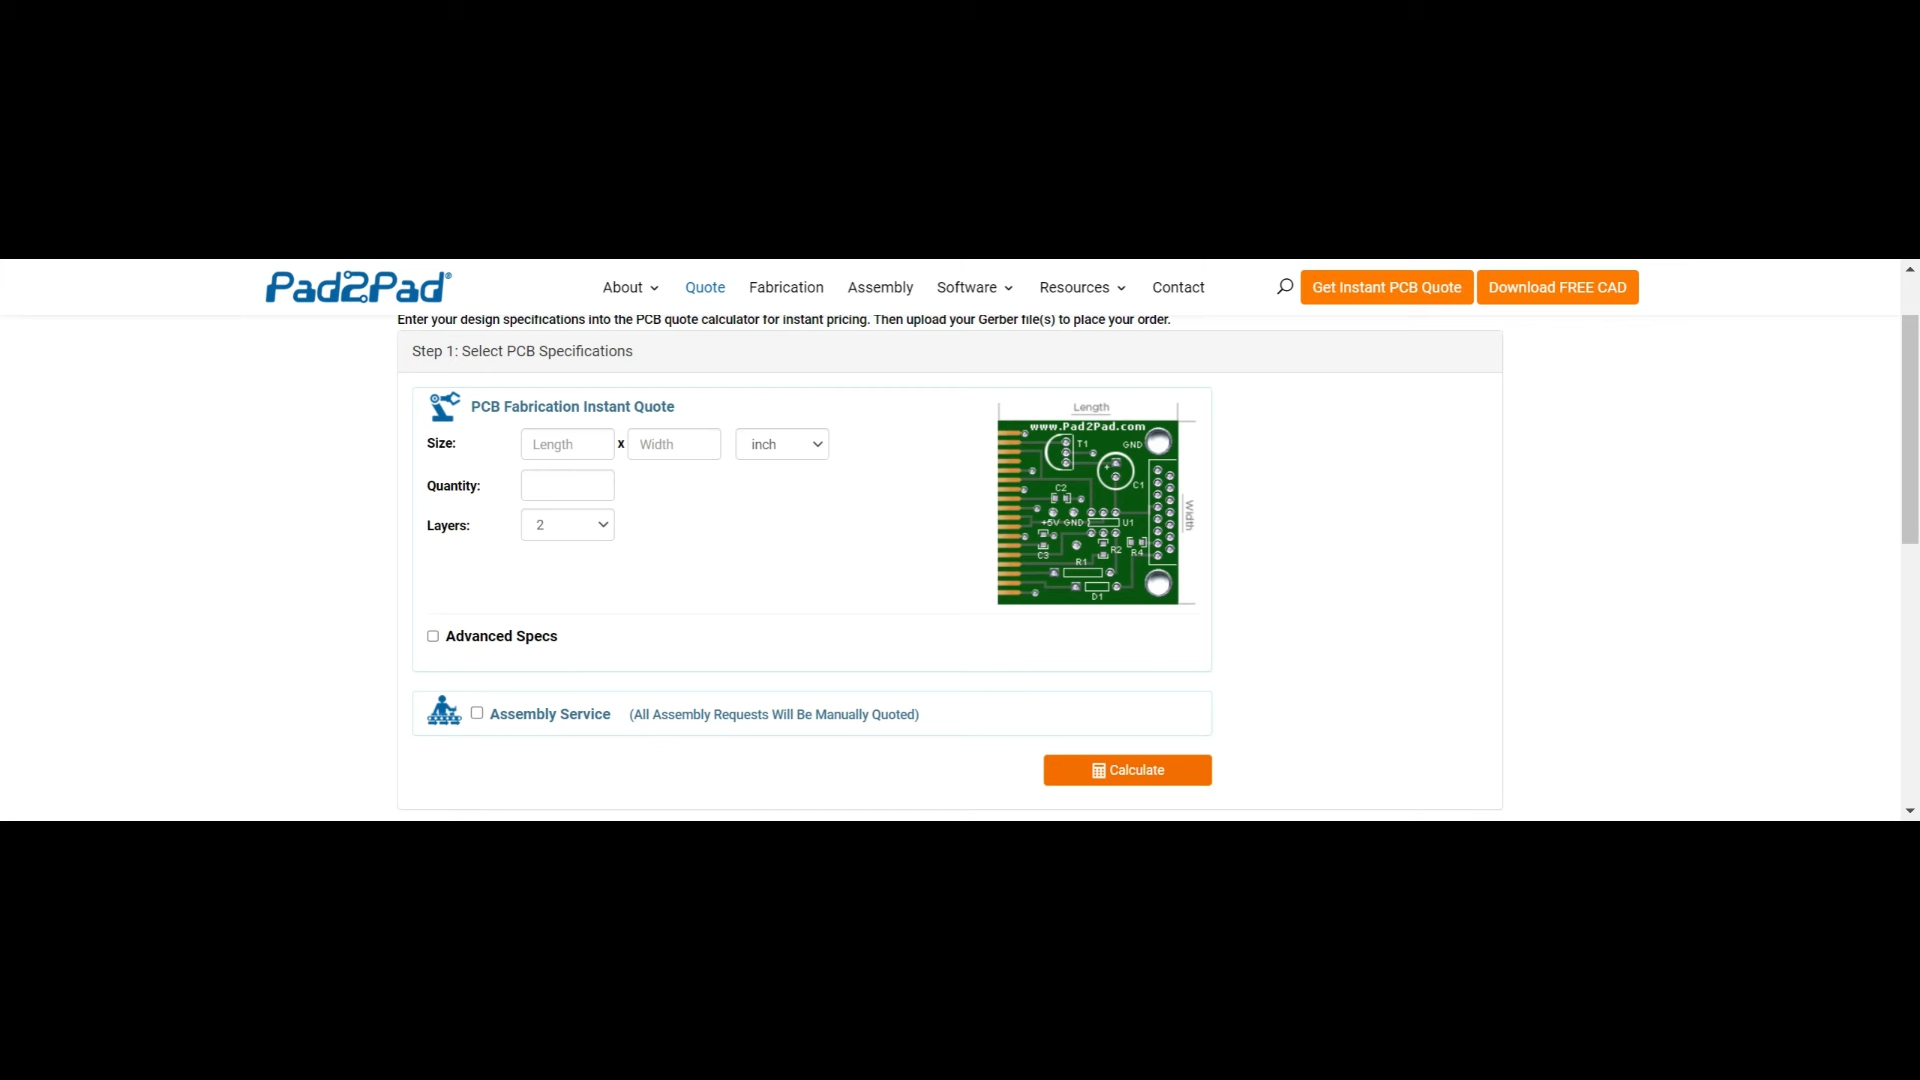 Pad2Pad®
About
Quote
Fabrication
Assembly
Software
Resources
Contact
Get Instant PCB Quote
Download FREE CAD
Enter your design specifications into the PCB quote calculator for instant pricing. Then upload your Gerber file(s) to place your order.
Step 1: Select PCB Specifications
PCB Fabrication Instant Quote
Size:
Length
x
Width
inch
Quantity:
Layers:
2
Length
www.Pad2Pad.com
T1
GND
C1
C2
+5V GND
U1
Width
C3
R2
R4
R1
D1
Advanced Specs
Assembly Service
(All Assembly Requests Will Be Manually Quoted)
Calculate